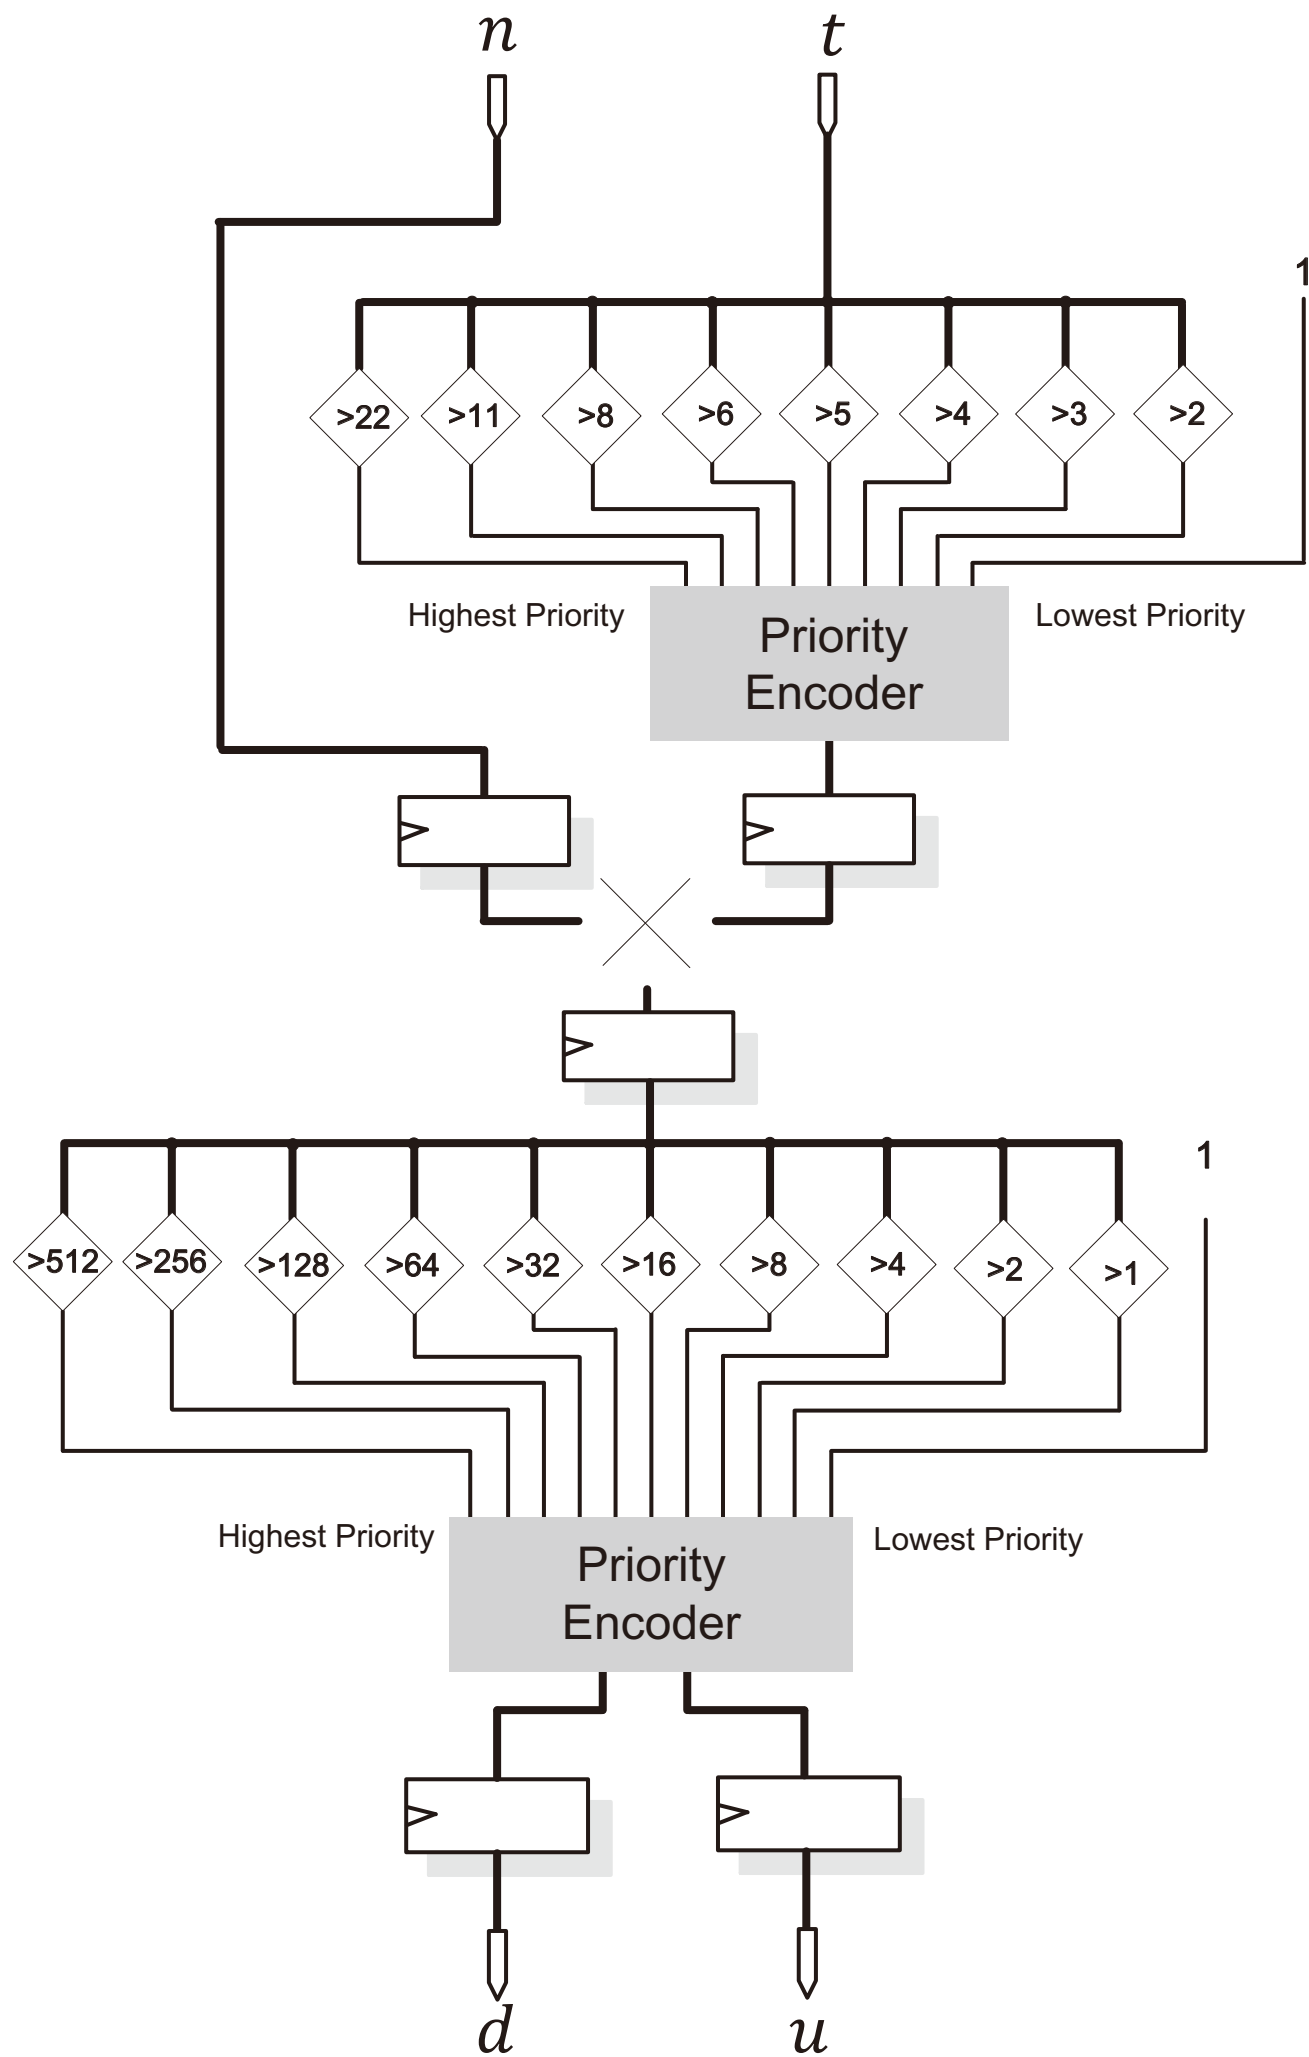 n t
1
>22 >11 >8 >6 >5 >4 >3 >2
Highest Priority
Lowest Priority
Priority
Encoder
1
>512 >256 >128 >64 >32 >16 >8 >4 >2 >1
Highest Priority
Lowest Priority
Priority
Encoder
d u